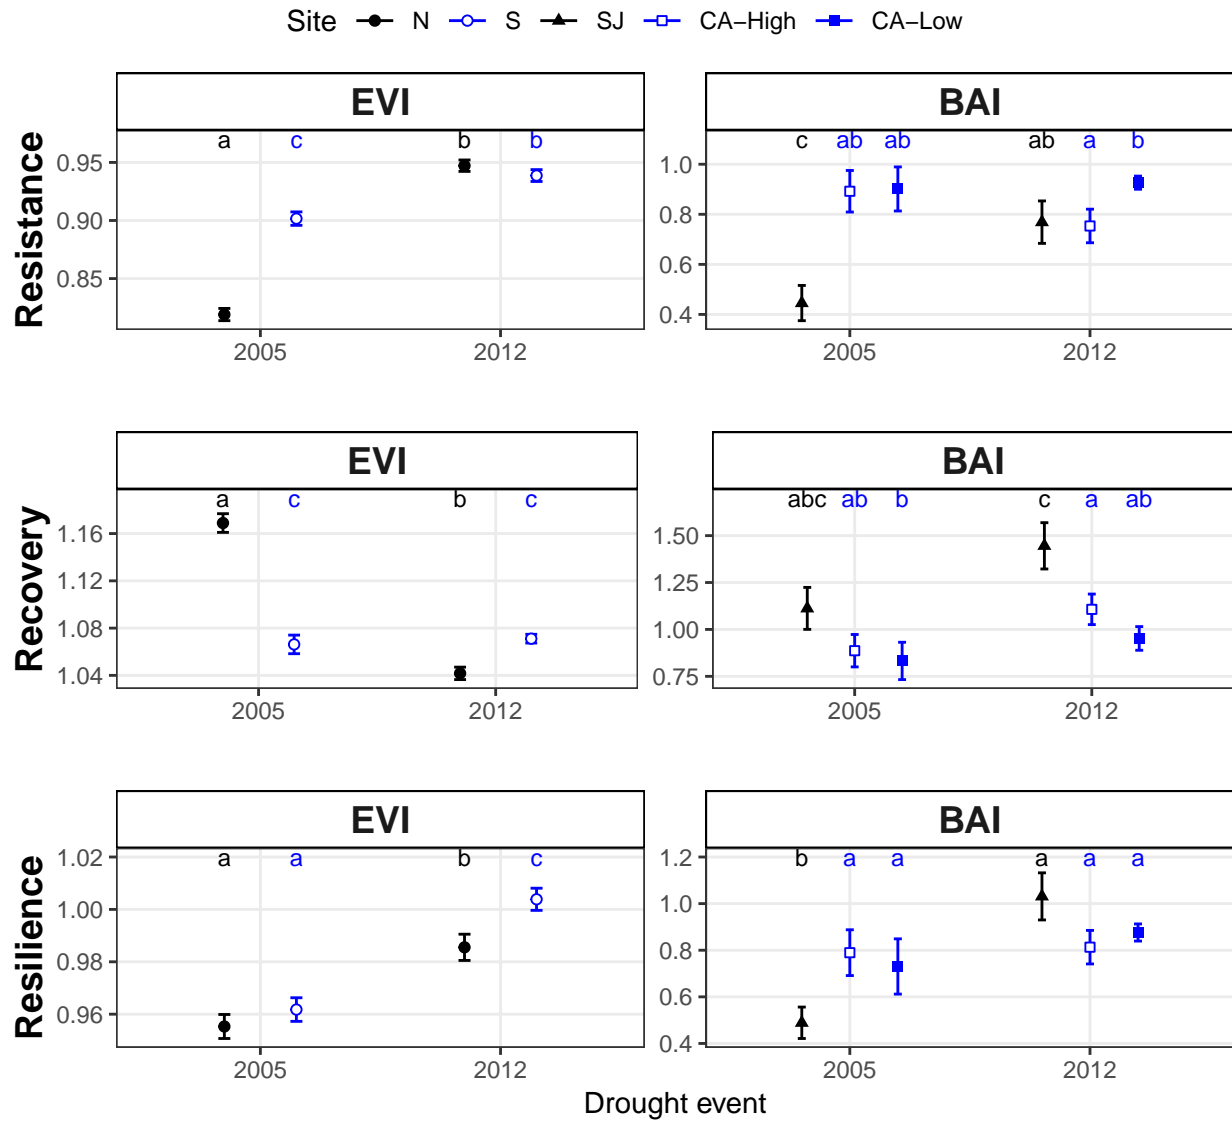 Site N S SJ CA−High CA−Low
EVI BAI
Resistance
a c b b
c ab ab ab a b
0.95
0.90
0.85
1.0
0.8
0.6
0.4
2005 2012 2005 2012
EVI BAI
Recovery
a c b c
abc ab b c a ab
1.16
1.12
1.08
1.04
1.50
1.25
1.00
0.75
2005 2012 2005 2012
EVI BAI
Resilience
a a b c
b a a a a a
1.02
1.00
0.98
0.96
1.2
1.0
0.8
0.6
0.4
2005 2012 2005 2012
Drought event